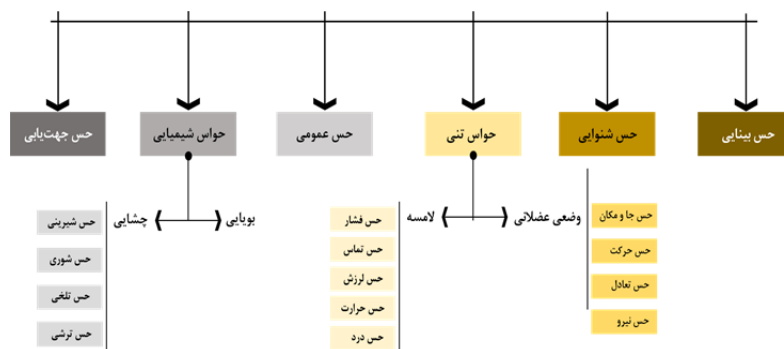 حس بینایی
حس شنوایی
حواس تنی
حس عمومی
حواس شیمیایی
حس جهت‌یابی
وضعی عضلانی
لامسه
بویایی
چشایی
حس جا و مکان
حس حرکت
حس تعادل
حس نیرو
حس فشار
حس تماس
حس لرزش
حس حرارت
حس درد
حس شیرینی
حس شوری
حس تلخی
حس ترشی